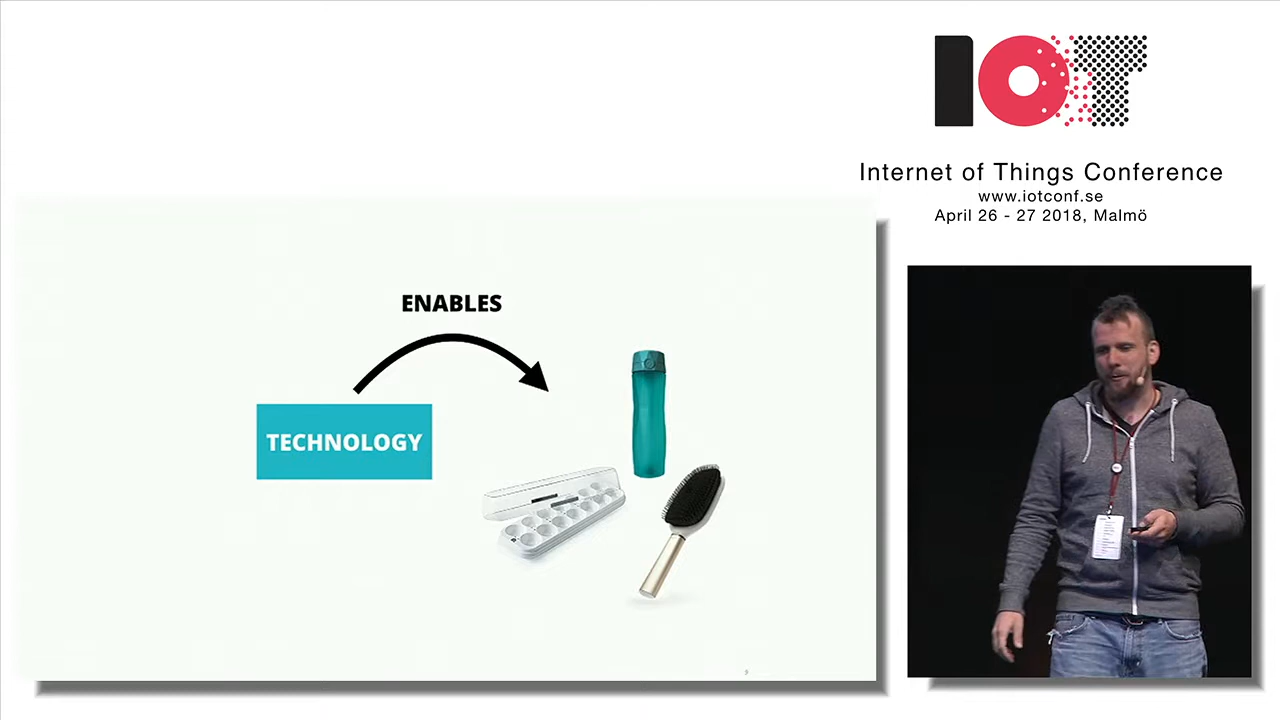 IOT
Internet of Things Conference
www.iotconf.se
April 26 - 27 2018, Malmö
ENABLES
TECHNOLOGY